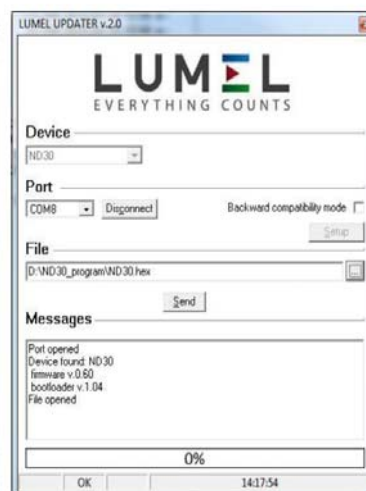 LUMEL UPDATER v.2.0
LUMEL
EVERYTHING COUNTS
Device
ND30
Port
COM8 Disconnect Backward compatibility mode
Setup
File
D:\ND30_program\ND30.hex ...
Send
Messages
Port opened
Device found: ND30
firmware v.0.60
bootloader v.1.04
File opened
0%
OK 14:17:54